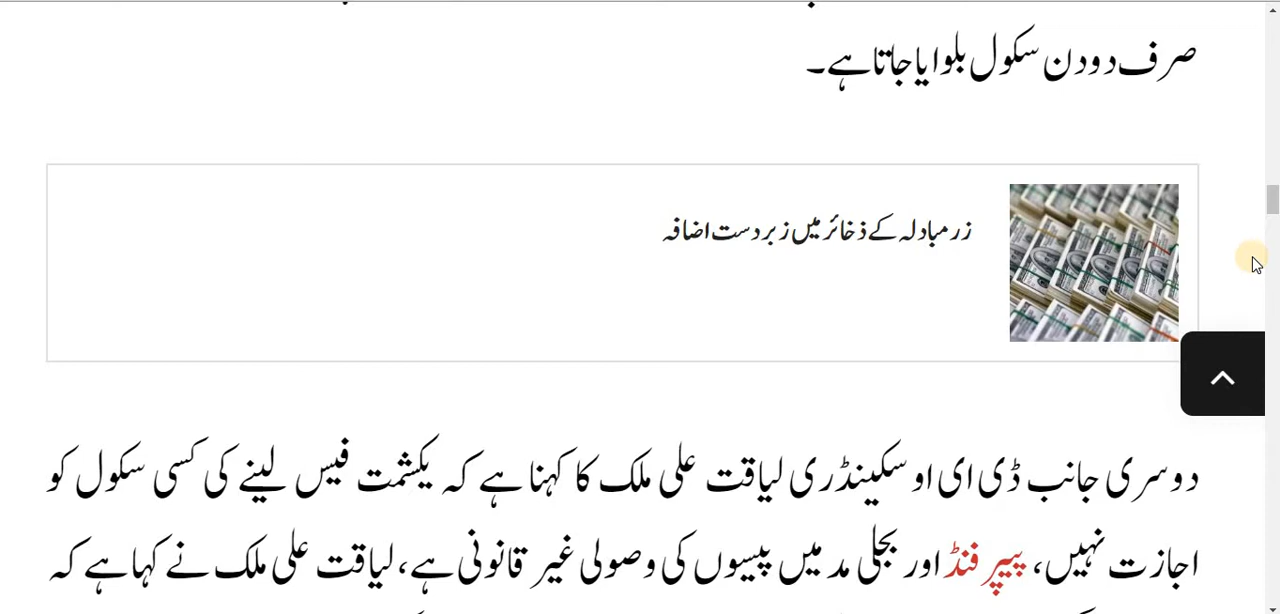 صرف دو دن سکول بلوایا جاتا ہے۔
زرمبادلہ کے ذخائر میں زبردست اضافہ
دوسری جانب ڈی ای او سکینڈری لیاقت علی ملک کا کہنا ہے کہ یکشمت فیس لینے کی کسی سکول کو
اجازت نہیں، پیپر فنڈ اور بجلی مد میں پیسوں کی وصولی غیر قانونی ہے، لیاقت علی ملک نے کہا ہے کہ